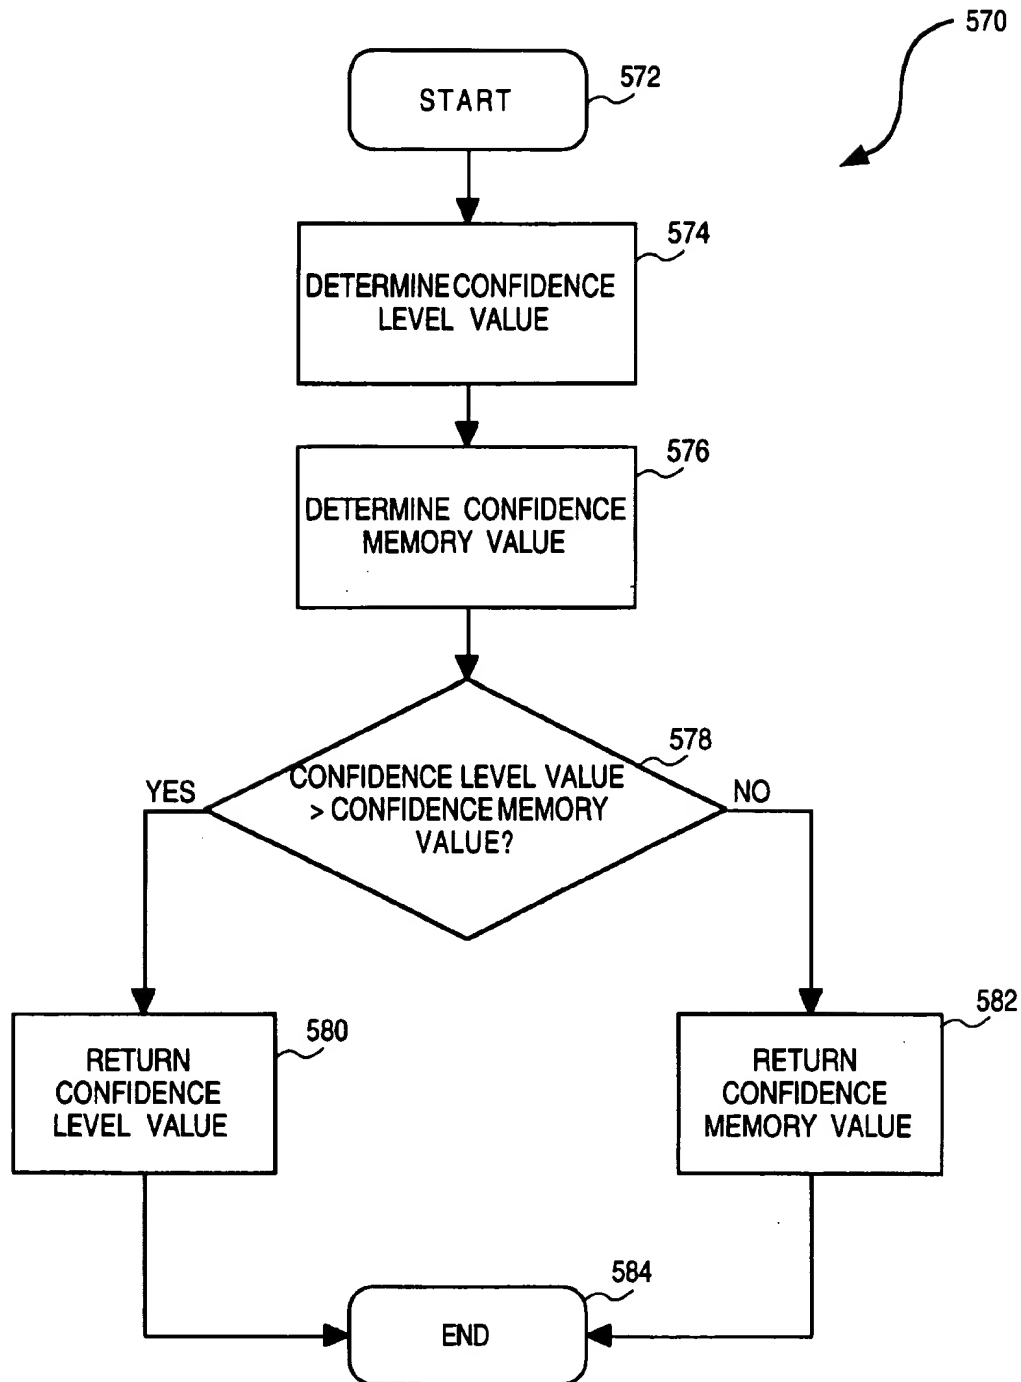 570
START
572
574
DETERMINE CONFIDENCE
LEVEL VALUE
576
DETERMINE CONFIDENCE
MEMORY VALUE
578
YES
CONFIDENCE LEVEL VALUE
> CONFIDENCE MEMORY
VALUE?
NO
580
RETURN
CONFIDENCE
LEVEL VALUE
582
RETURN
CONFIDENCE
MEMORY VALUE
584
END